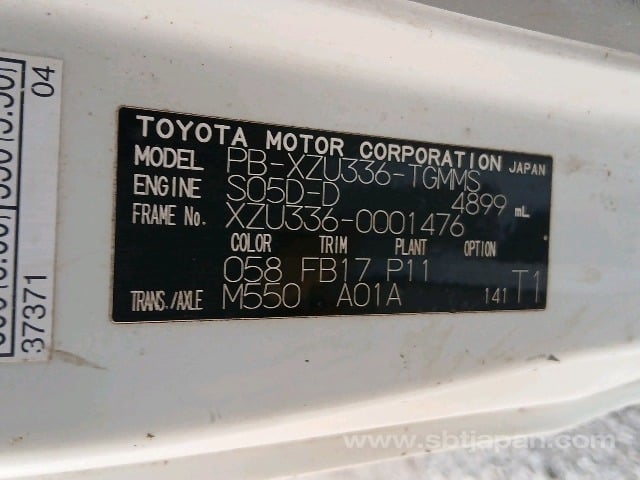 TOYOTA MOTOR CORPORATION JAPAN
MODEL PB-XZU336-TGMMS
ENGINE S05D-D 4899 mL
FRAME No. XZU336-0001476
COLOR TRIM PLANT OPTION
058 FB17 P11
TRANS./AXLE M550 A01A 141 T1
37371 04
www.sbtjapan.com